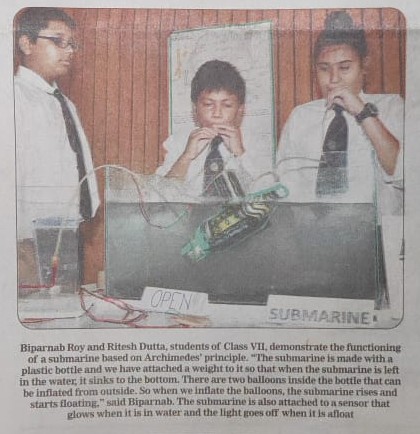 OPEN
SUBMARINE
Biparnab Roy and Ritesh Dutta, students of Class VII, demonstrate the functioning
of a submarine based on Archimedes' principle. "The submarine is made with a
plastic bottle and we have attached a weight to it so that when the submarine is left
in the water, it sinks to the bottom. There are two balloons inside the bottle that can
be inflated from outside. So when we inflate the balloons, the submarine rises and
starts floating," said Biparnab. The submarine is also attached to a sensor that
glows when it is in water and the light goes off when it is afloat